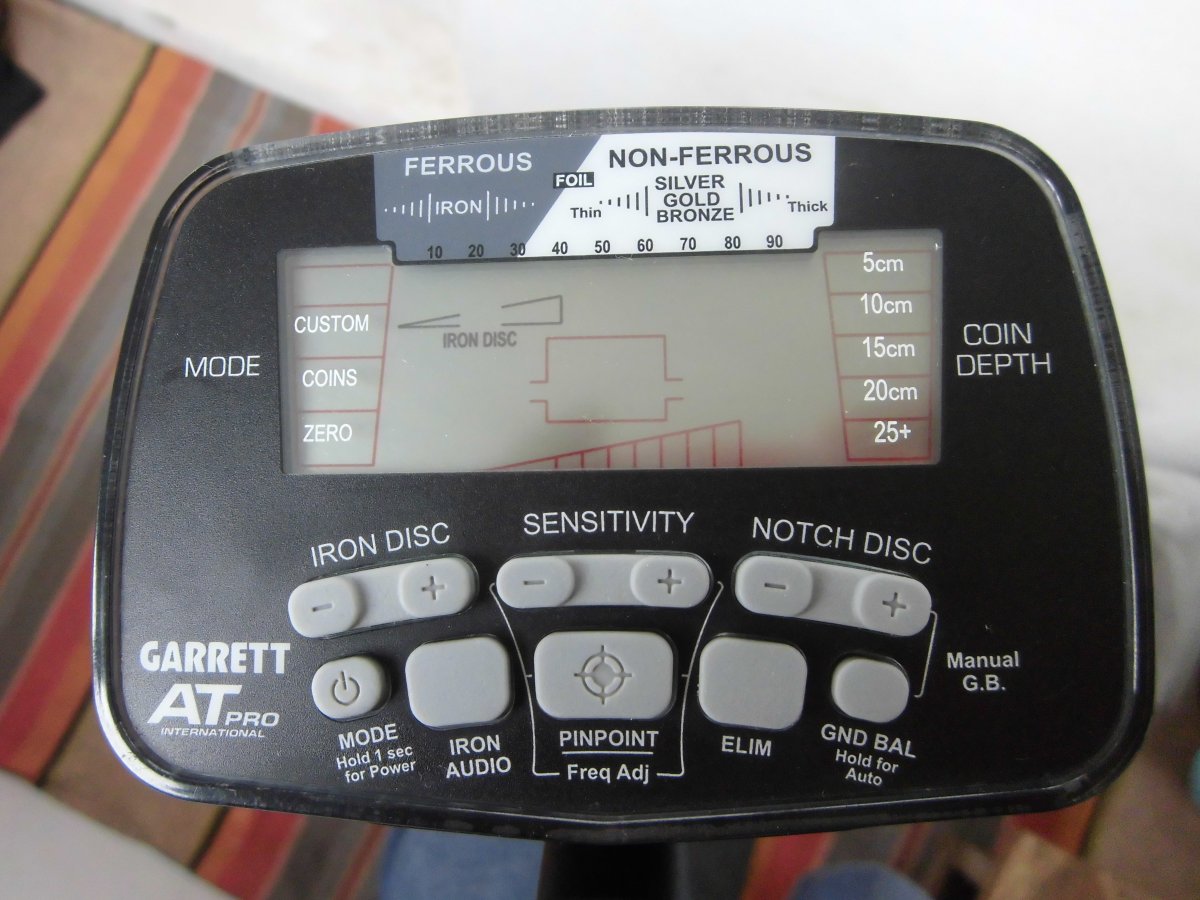 FERROUS
NON-FERROUS
FOIL
IRON
Thin
SILVER
GOLD
BRONZE
Thick
10 20 30 40 50 60 70 80 90
MODE
CUSTOM
COINS
ZERO
IRON DISC
5cm
10cm
15cm
20cm
25+
COIN
DEPTH
IRON DISC
SENSITIVITY
NOTCH DISC
- +
- +
- +
GARRETT
AT PRO
INTERNATIONAL
MODE
Hold 1 sec
for Power
IRON
AUDIO
PINPOINT
Freq Adj
ELIM
GND BAL
Hold for
Auto
Manual
G.B.